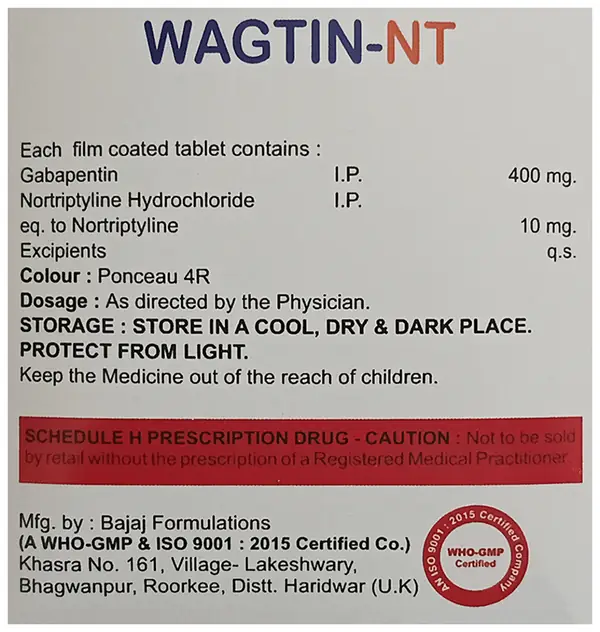 WAGTIN-NT
Each film coated tablet contains :
Gabapentin I.P. 400 mg.
Nortriptyline Hydrochloride I.P.
eq. to Nortriptyline 10 mg.
Excipients q.s.
Colour : Ponceau 4R
Dosage : As directed by the Physician.
STORAGE : STORE IN A COOL, DRY & DARK PLACE.
PROTECT FROM LIGHT.
Keep the Medicine out of the reach of children.
SCHEDULE H PRESCRIPTION DRUG - CAUTION : Not to be sold
by retail without the prescription of a Registered Medical Practitioner.
Mfg. by : Bajaj Formulations
(A WHO-GMP & ISO 9001 : 2015 Certified Co.)
Khasra No. 161, Village- Lakeshwary,
Bhagwanpur, Roorkee, Distt. Haridwar (U.K)
AN ISO 9001 : 2015 Certified Company
WHO-GMP
Certified